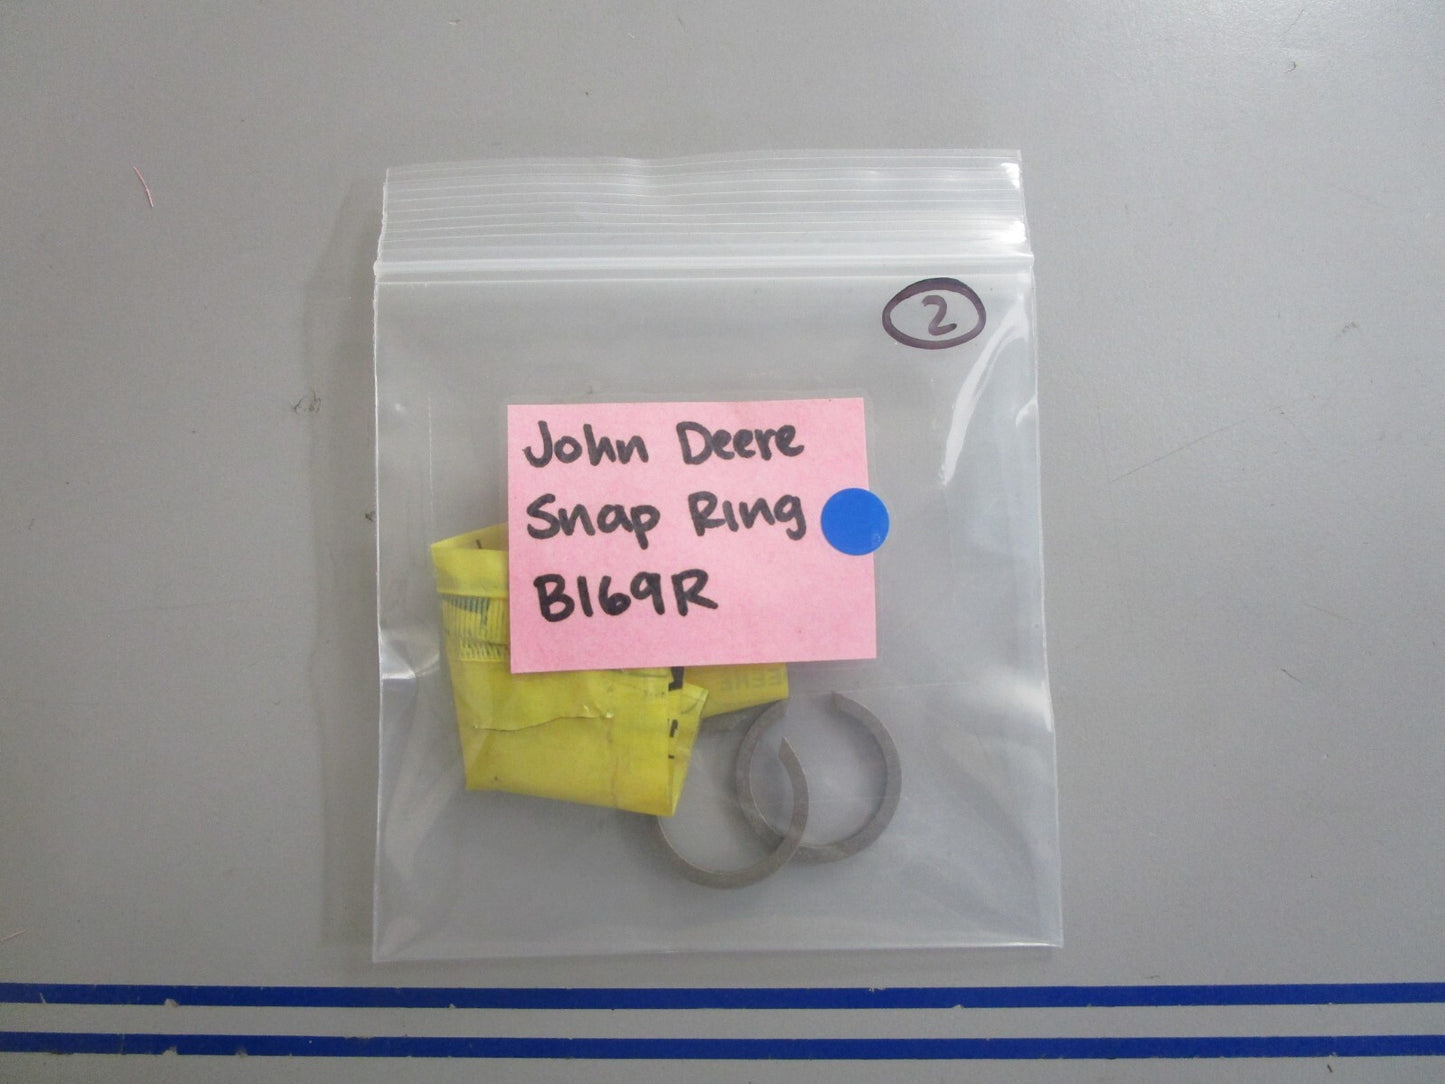 2
John Deere
Snap Ring
B169R